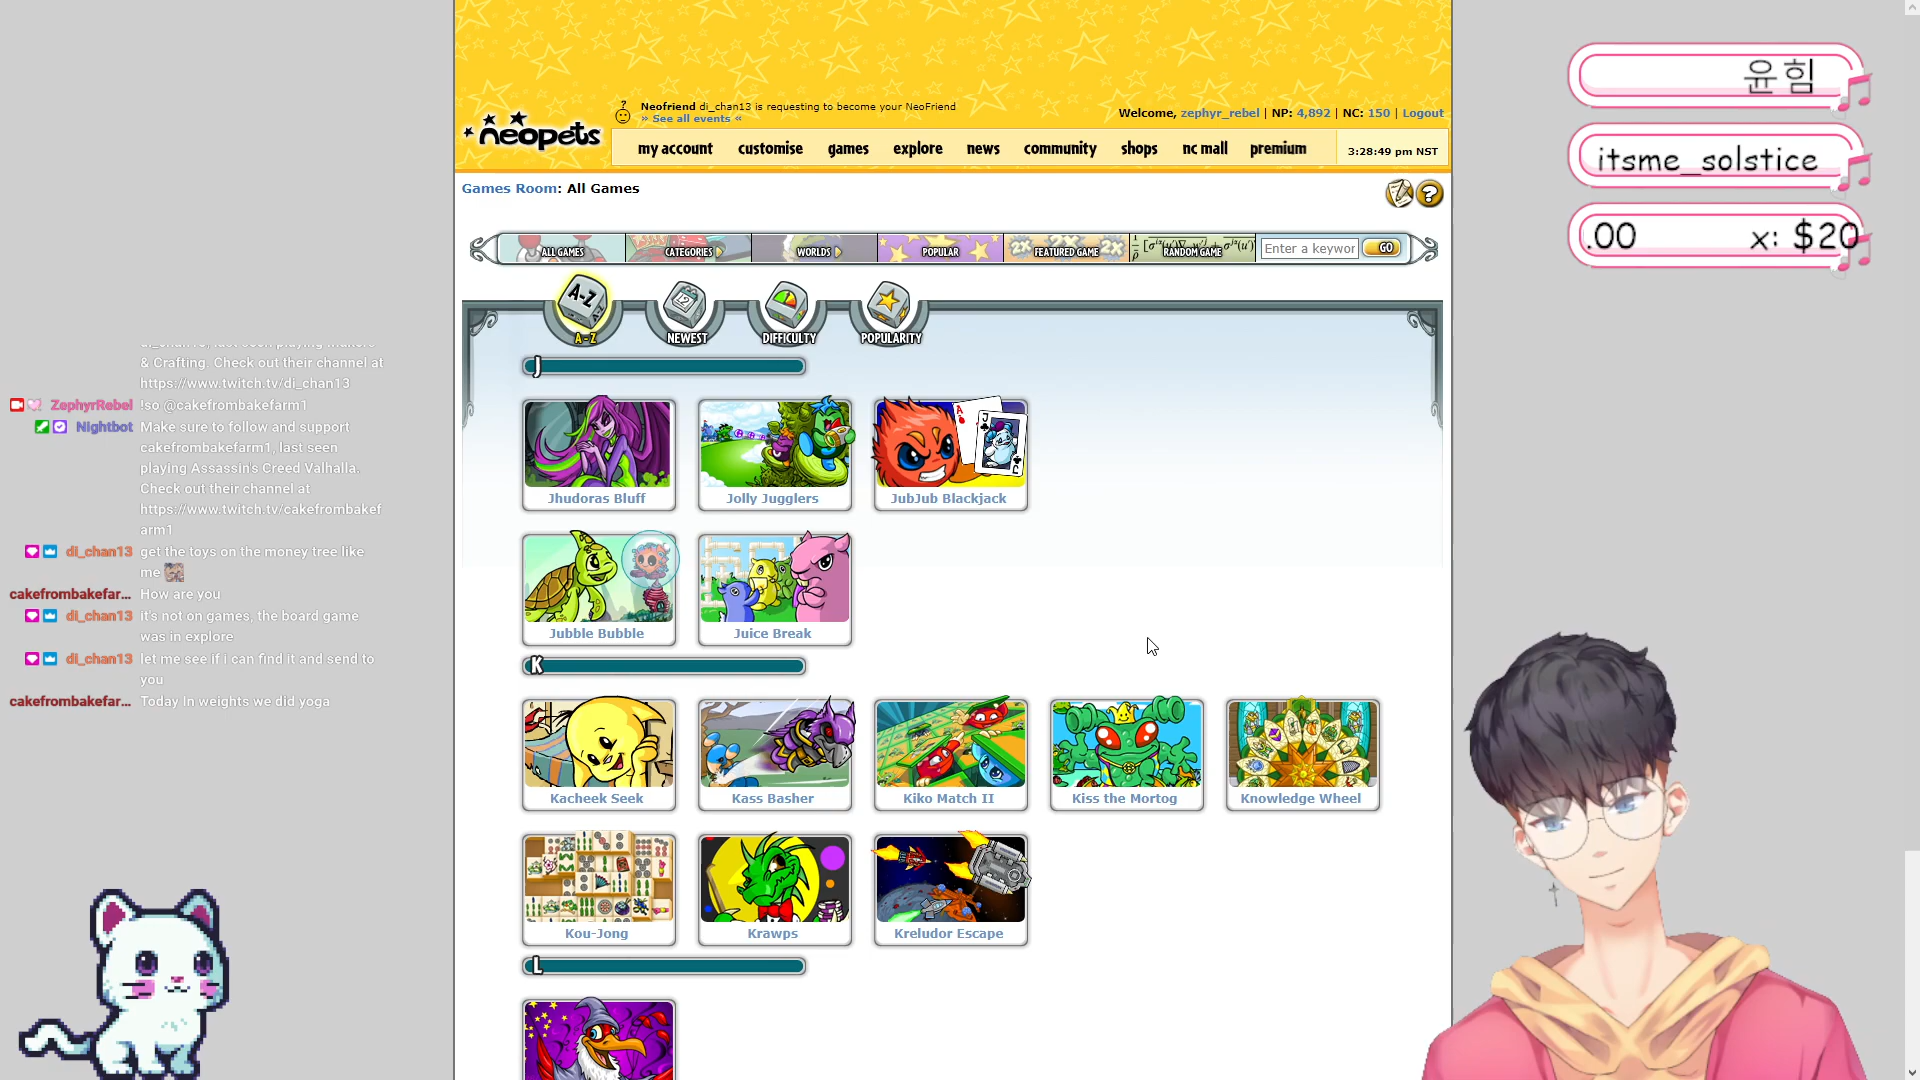 Neofriend di_chan13 is requesting to become your NeoFriend
» See all events «
Welcome, zephyr_rebel | NP: 4,892 | NC: 150 | Logout
neopets
my account customise games explore news community shops nc mall premium
3:28:49 pm NST
Games Room: All Games
ALL GAMES CATEGORIES WORLDS POPULAR FEATURED GAME RANDOM GAME Enter a keywor GO
A-Z NEWEST DIFFICULTY POPULARITY
J
Jhudoras Bluff Jolly Jugglers JubJub Blackjack
Jubble Bubble Juice Break
K
Kacheek Seek Kass Basher Kiko Match II Kiss the Mortog Knowledge Wheel
Kou-Jong Krawps Kreludor Escape
L
& Crafting. Check out their channel at
https://www.twitch.tv/di_chan13
ZephyrRebel !so @cakefrombakefarm1
Nightbot Make sure to follow and support
cakefrombakefarm1, last seen
playing Assassin's Creed Valhalla.
Check out their channel at
https://www.twitch.tv/cakefrombakef
arm1
di_chan13 get the toys on the money tree like
me
cakefrombakefar... How are you
di_chan13 it's not on games, the board game
was in explore
di_chan13 let me see if i can find it and send to
you
cakefrombakefar... Today In weights we did yoga
윤힘
itsme_solstice
.00 x: $20